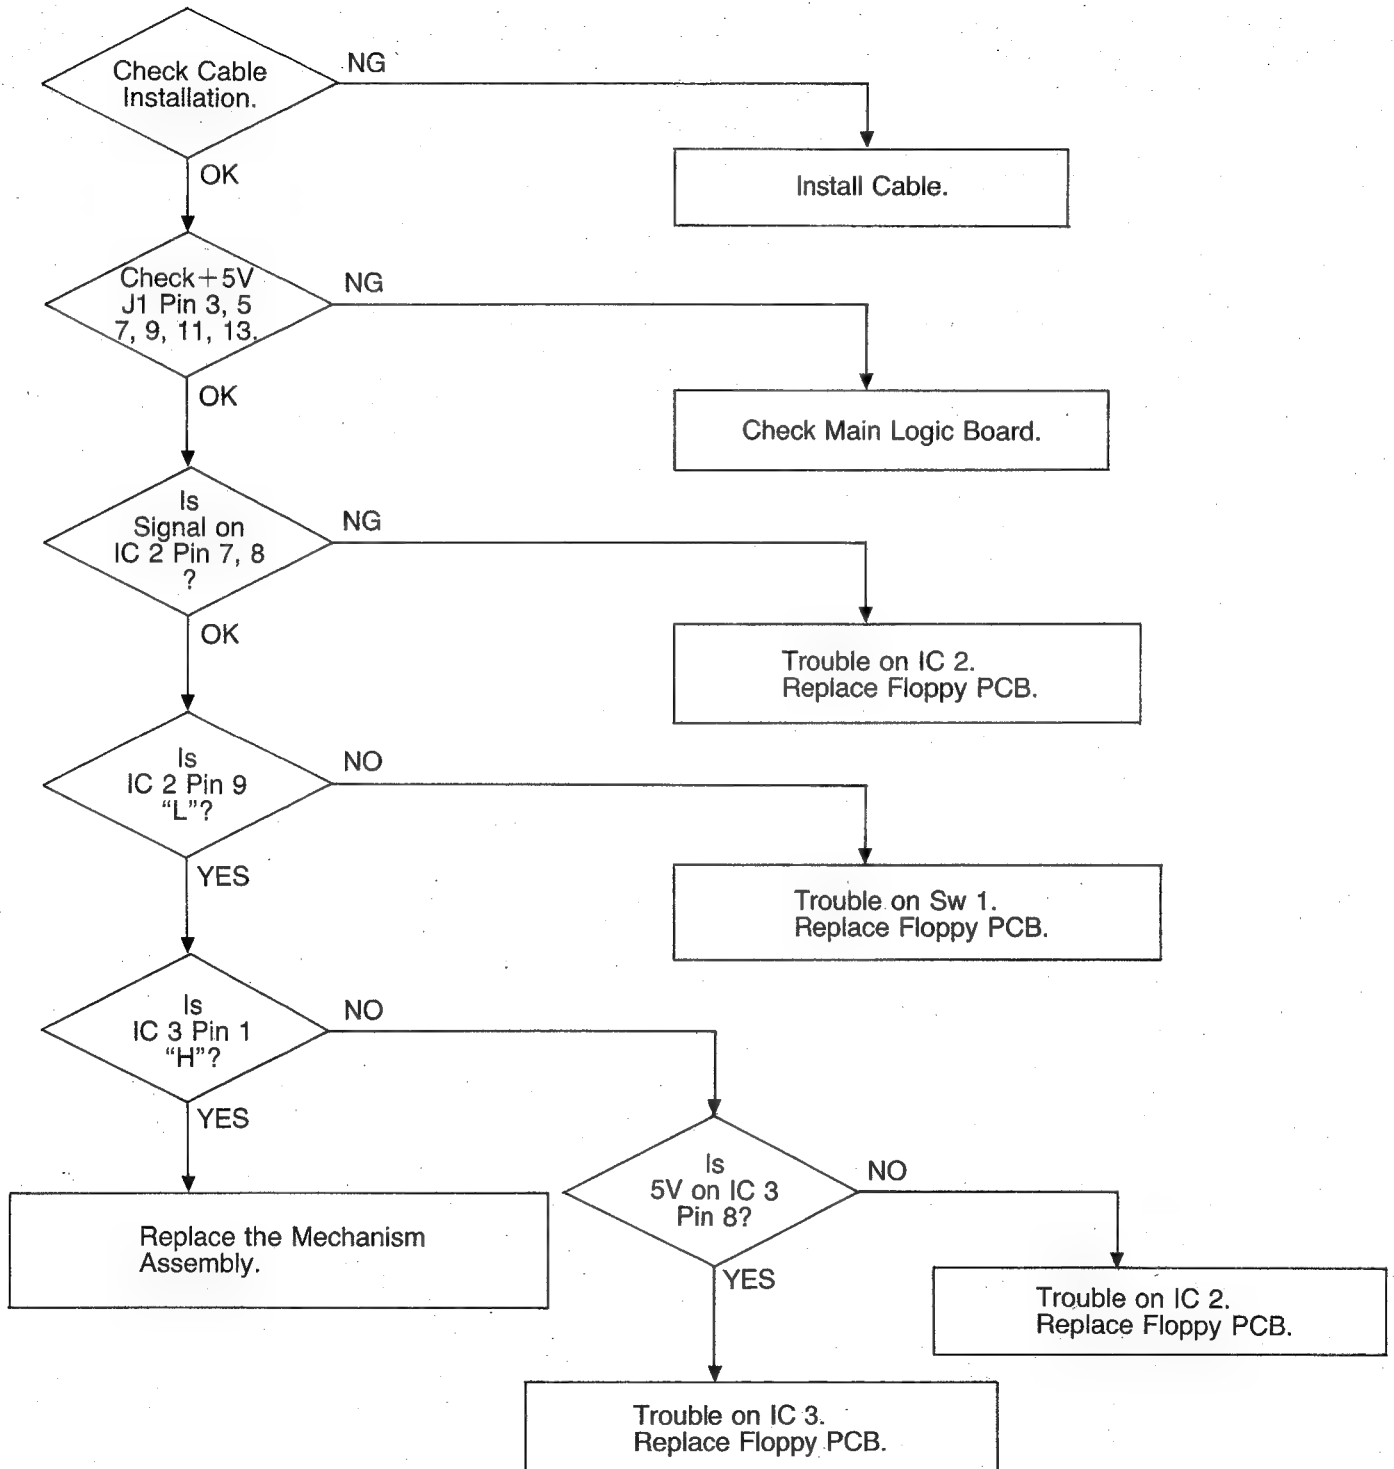 Check Cable
Installation.
NG
OK
Install Cable.
Check+5V
J1 Pin 3, 5
7, 9, 11, 13.
NG
OK
Check Main Logic Board.
Is
Signal on
IC 2 Pin 7, 8
?
NG
OK
Trouble on IC 2.
Replace Floppy PCB.
Is
IC 2 Pin 9
“L”?
NO
YES
Trouble on Sw 1.
Replace Floppy PCB.
Is
IC 3 Pin 1
“H”?
NO
YES
Replace the Mechanism
Assembly.
Is
5V on IC 3
Pin 8?
NO
YES
Trouble on IC 2.
Replace Floppy PCB.
Trouble on IC 3.
Replace Floppy PCB.